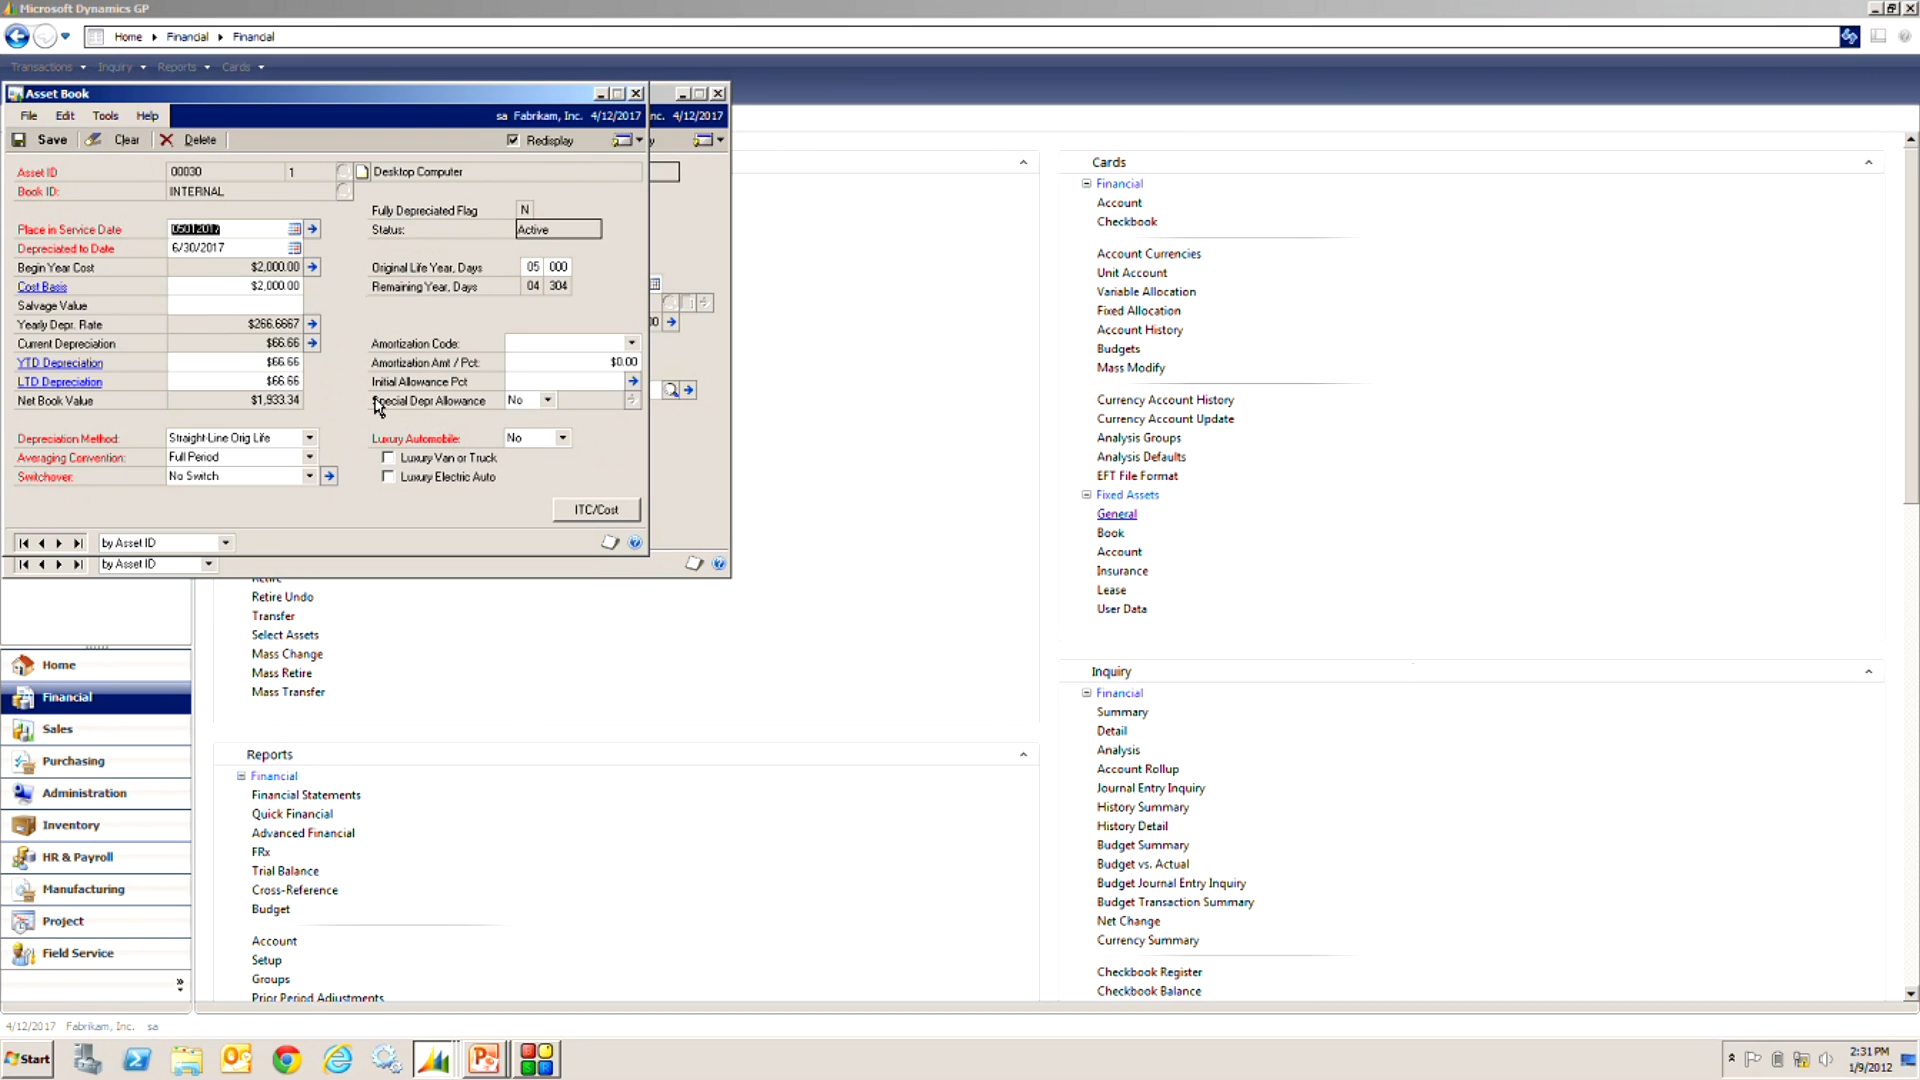 Microsoft Dynamics GP
Home Financial Financial
Transactions Inquiry Reports Cards
Asset Book
File Edit Tools Help
sa Fabrikam, Inc. 4/12/2017
nc. 4/12/2017
Save Clear Delete
Redisplay
y
Asset ID 00030 1 Desktop Computer
Book ID: INTERNAL
Fully Depreciated Flag N
Place in Service Date 05012017
Status: Active
Depreciated to Date 6/30/2017
Begin Year Cost $2,000.00
Original Life Year, Days 05 000
Cost Basis $2,000.00
Remaining Year, Days 04 304
Salvage Value
Yearly Depr. Rate $266.6667
Current Depreciation $66.66
Amortization Code:
YTD Depreciation $66.66
Amortization Amt / Pct: $0.00
LTD Depreciation $66.66
Initial Allowance Pct
Net Book Value $1,933.34
Special Depr Allowance No
Depreciation Method: Straight-Line Orig Life
Luxury Automobile: No
Averaging Convention: Full Period
Luxury Van or Truck
Switchover: No Switch
Luxury Electric Auto
ITC/Cost
by Asset ID
by Asset ID
Retire
Retire Undo
Transfer
Select Assets
Mass Change
Mass Retire
Mass Transfer
Home
Financial
Sales
Purchasing
Administration
Inventory
HR & Payroll
Manufacturing
Project
Field Service
Reports
Financial
Financial Statements
Quick Financial
Advanced Financial
FRx
Trial Balance
Cross-Reference
Budget
Account
Setup
Groups
Prior Period Adjustments
Cards
Financial
Account
Checkbook
Account Currencies
Unit Account
Variable Allocation
Fixed Allocation
Account History
Budgets
Mass Modify
Currency Account History
Currency Account Update
Analysis Groups
Analysis Defaults
EFT File Format
Fixed Assets
General
Book
Account
Insurance
Lease
User Data
Inquiry
Financial
Summary
Detail
Analysis
Account Rollup
Journal Entry Inquiry
History Summary
History Detail
Budget Summary
Budget vs. Actual
Budget Journal Entry Inquiry
Budget Transaction Summary
Net Change
Currency Summary
Checkbook Register
Checkbook Balance
4/12/2017 Fabrikam, Inc. sa
Start
2:31 PM
1/9/2012